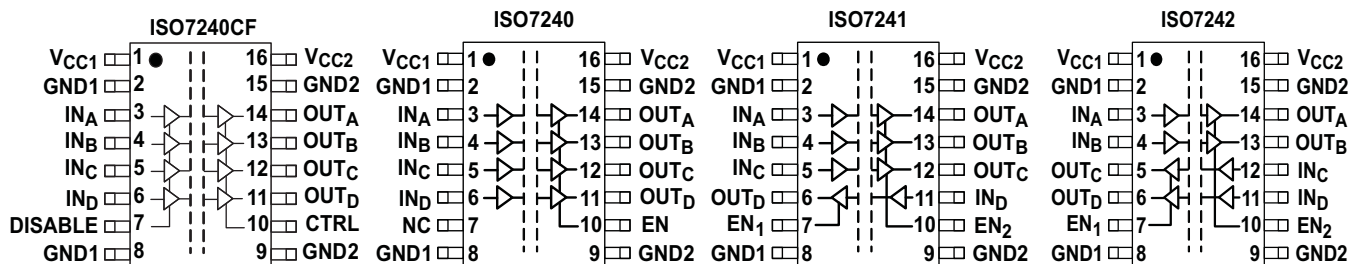 ISO7240CF
VCC1 1 16 VCC2
GND1 2 15 GND2
INA 3 14 OUTA
INB 4 13 OUTB
INC 5 12 OUTC
IND 6 11 OUTD
DISABLE 7 10 CTRL
GND1 8 9 GND2
ISO7240
VCC1 1 16 VCC2
GND1 2 15 GND2
INA 3 14 OUTA
INB 4 13 OUTB
INC 5 12 OUTC
IND 6 11 OUTD
NC 7 10 EN
GND1 8 9 GND2
ISO7241
VCC1 1 16 VCC2
GND1 2 15 GND2
INA 3 14 OUTA
INB 4 13 OUTB
INC 5 12 OUTC
OUTD 6 11 IND
EN1 7 10 EN2
GND1 8 9 GND2
ISO7242
VCC1 1 16 VCC2
GND1 2 15 GND2
INA 3 14 OUTA
INB 4 13 OUTB
OUTC 5 12 INC
OUTD 6 11 IND
EN1 7 10 EN2
GND1 8 9 GND2